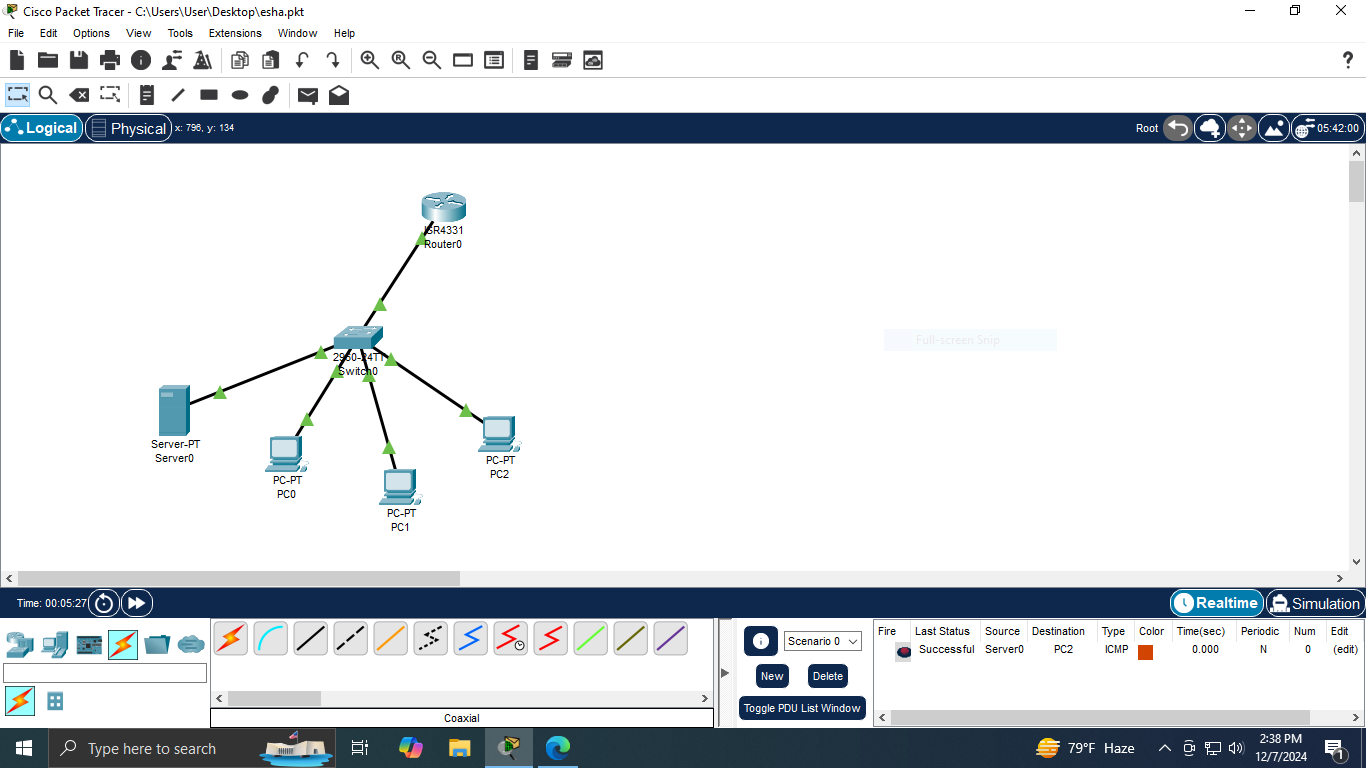 Cisco Packet Tracer - C:\Users\User\Desktop\esha.pkt
File Edit Options View Tools Extensions Window Help
Logical Physical x: 796, y: 134 Root 05:42:00
ISR4331
Router0
Full-screen Snip
2960-24TT
Switch0
Server-PT
Server0
PC-PT
PC0
PC-PT
PC1
PC-PT
PC2
Time: 00:05:27 Realtime Simulation
Scenario 0
New Delete
Toggle PDU List Window
Fire Last Status Source Destination Type Color Time(sec) Periodic Num Edit
Successful Server0 PC2 ICMP 0.000 N 0 (edit)
Coaxial
Type here to search
79°F Haze
2:38 PM
12/7/2024
1